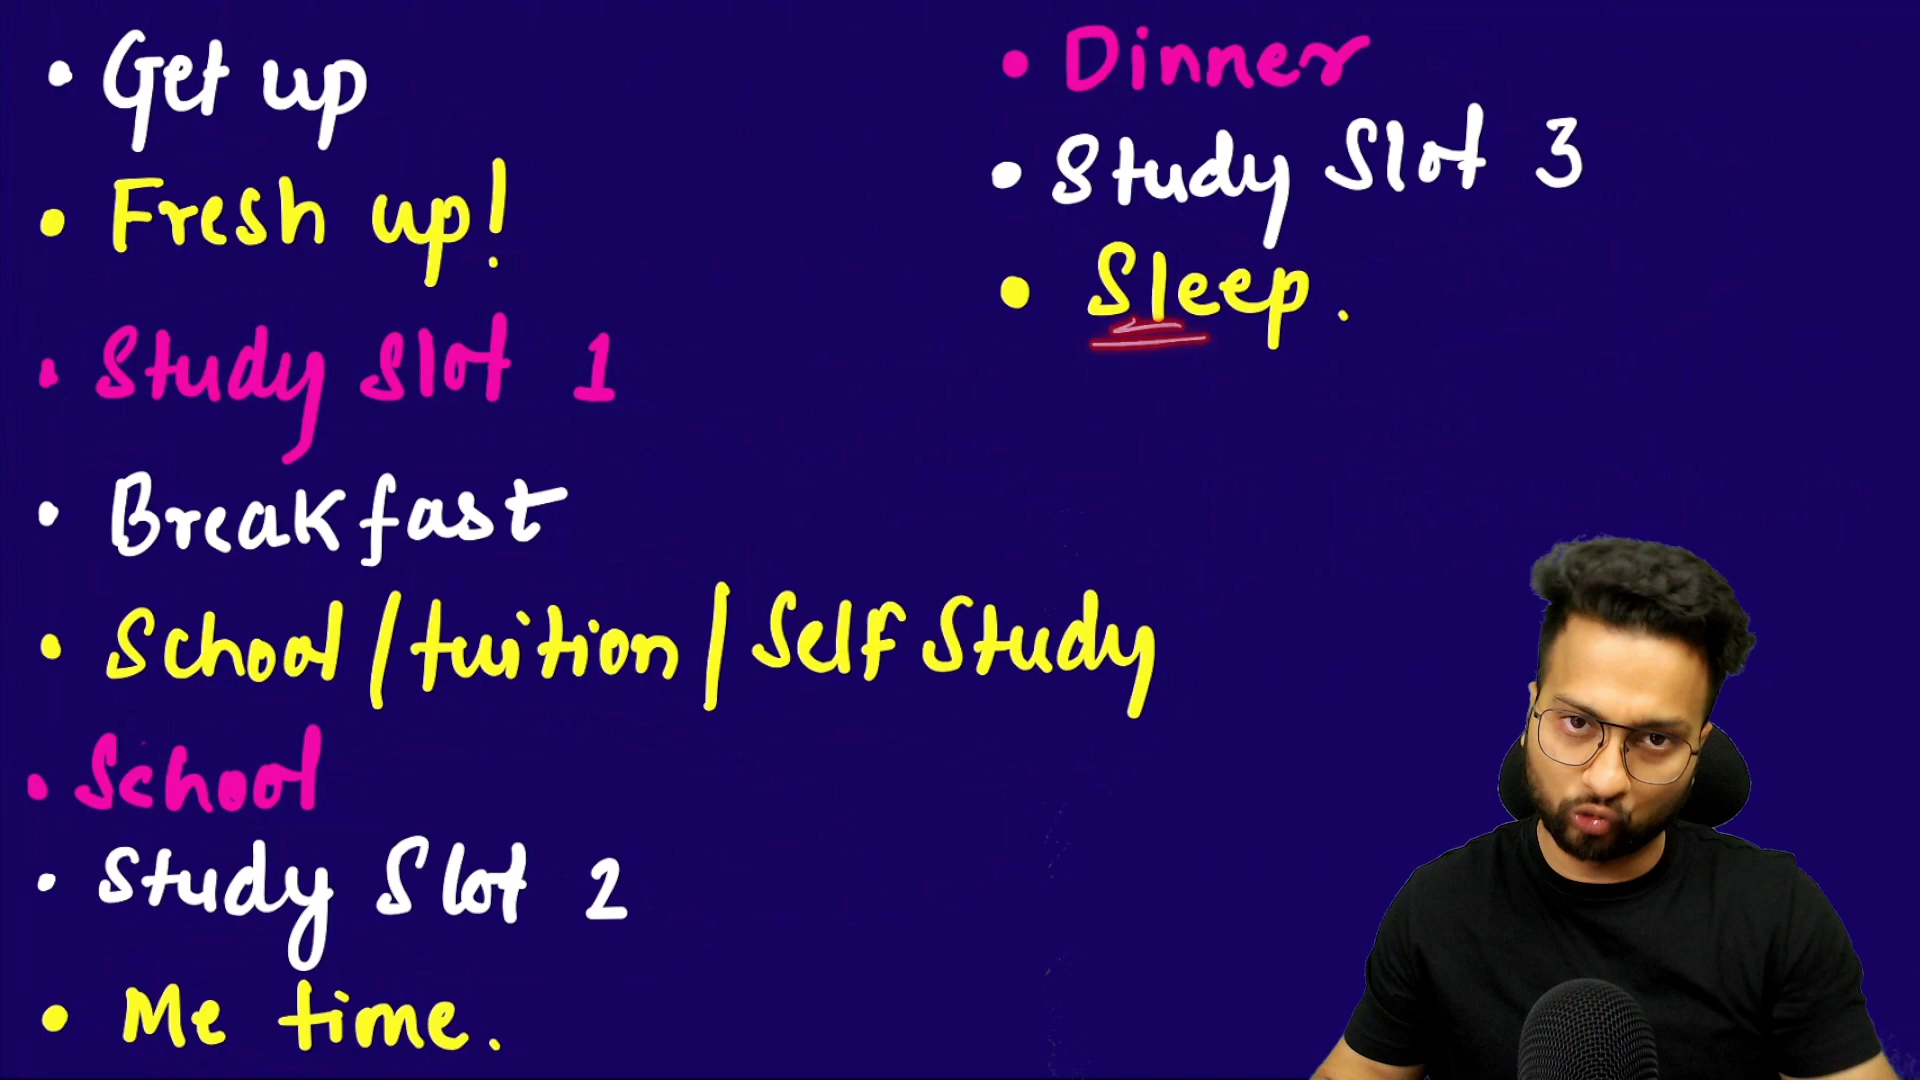 • Get up
• Fresh up!
• Study Slot 1
• Breakfast
• School / tuition / Self Study
• School
• Study Slot 2
• Me time.
• Dinner
• Study Slot 3
• Sleep.